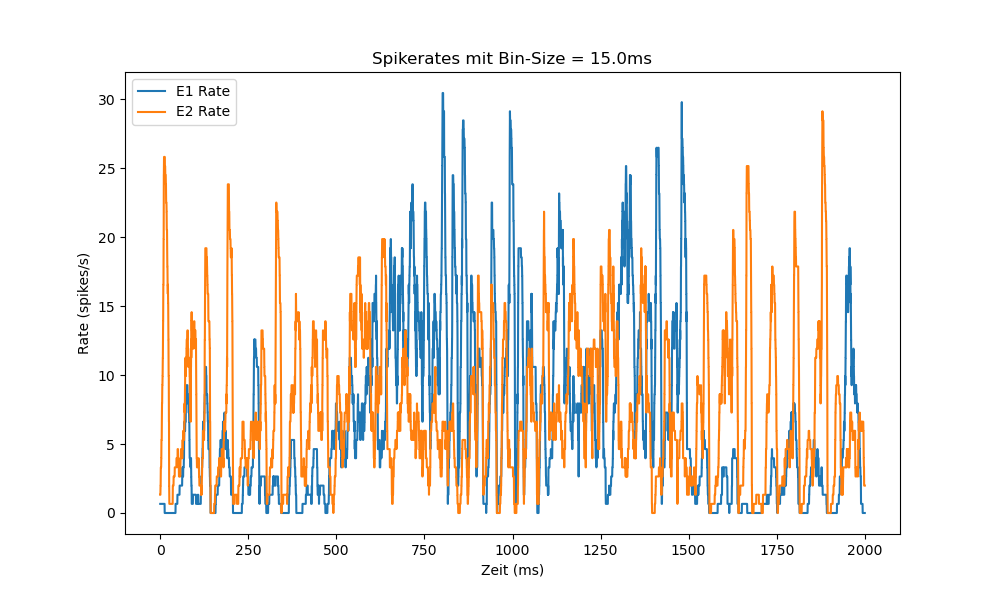 Spikerates mit Bin-Size = 15.0ms
E1 Rate
E2 Rate
30
25
20
15
10
5
0
Rate (spikes/s)
0 250 500 750 1000 1250 1500 1750 2000
Zeit (ms)